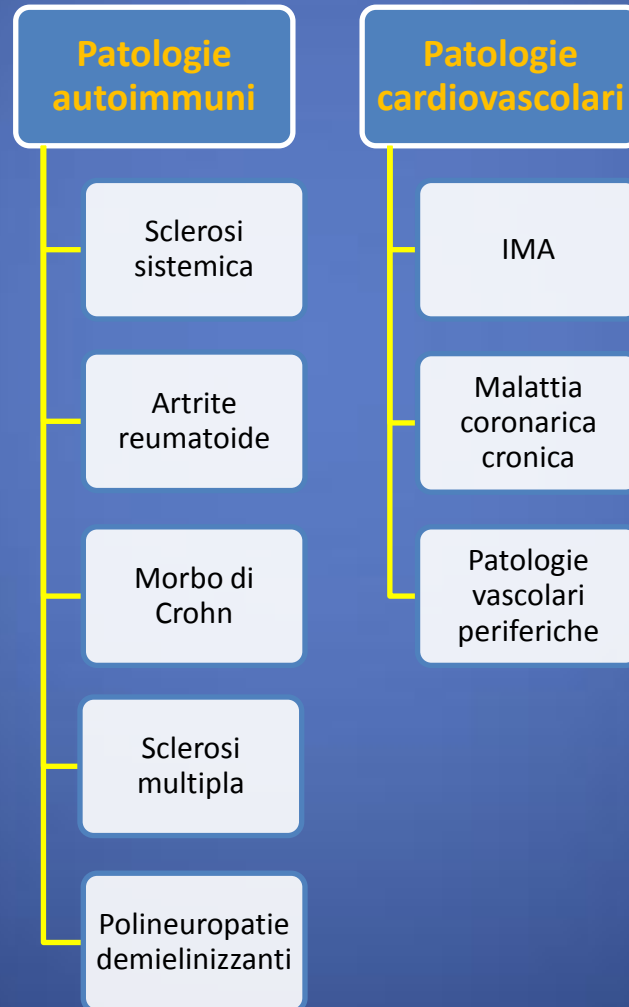 Patologie
autoimmuni
Sclerosi
sistemica
Artrite
reumatoide
Morbo di
Crohn
Sclerosi
multipla
Polineuropatie
demielinizzanti
Patologie
cardiovascolari
IMA
Malattia
coronarica
cronica
Patologie
vascolari
periferiche